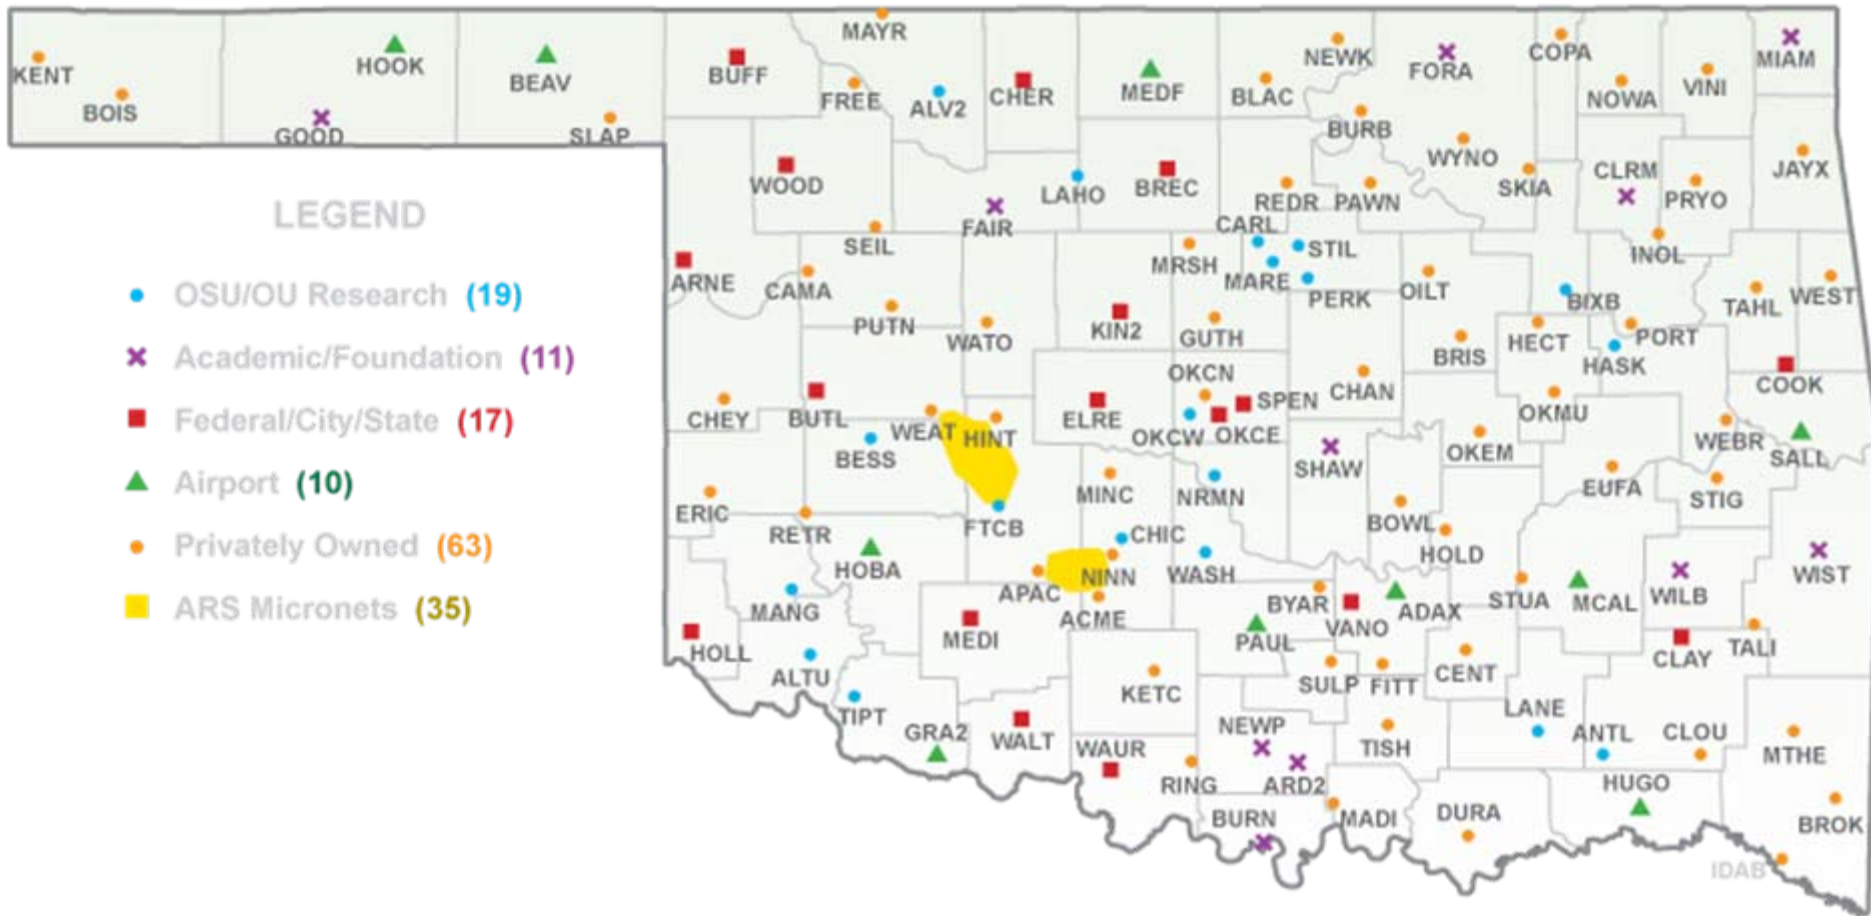 MAYR
KENT
BOIS
HOOK
GOOD
BEAV
SLAP
BUFF
FREE
ALV2
CHER
MEDF
BLAC
NEWK
FORA
COPA
NOWA
VINI
MIAM
BURB
WYNO
SKIA
CLRM
PRYO
JAYX
WOOD
FAIR
LAHO
BREC
REDR
PAWN
CARL
STIL
SEIL
MRSH
MARE
PERK
OILT
INOL
BIXB
TAHL
WEST
ARNE
CAMA
PUTN
WATO
KIN2
GUTH
BRIS
HECT
PORT
HASK
COOK
OKCN
SPEN
CHAN
OKMU
CHEY
BUTL
WEAT
HINT
ELRE
OKCW
OKCE
SHAW
OKEM
WEBR
SALL
BESS
MINC
NRMN
EUFA
STIG
ERIC
RETR
FTCB
CHIC
BOWL
HOLD
HOBA
APAC
NINN
WASH
WIST
MANG
ACME
BYAR
VANO
ADAX
STUA
MCAL
WILB
HOLL
MEDI
PAUL
CLAY
TALI
ALTU
KETC
SULP
FITT
CENT
TIPT
GRA2
WALT
WAUR
NEWP
TISH
LANE
ANTL
CLOU
MTHE
RING
ARD2
HUGO
BURN
MADI
DURA
BROK
IDAB
LEGEND
OSU/OU Research (19)
Academic/Foundation (11)
Federal/City/State (17)
Airport (10)
Privately Owned (63)
ARS Micronets (35)